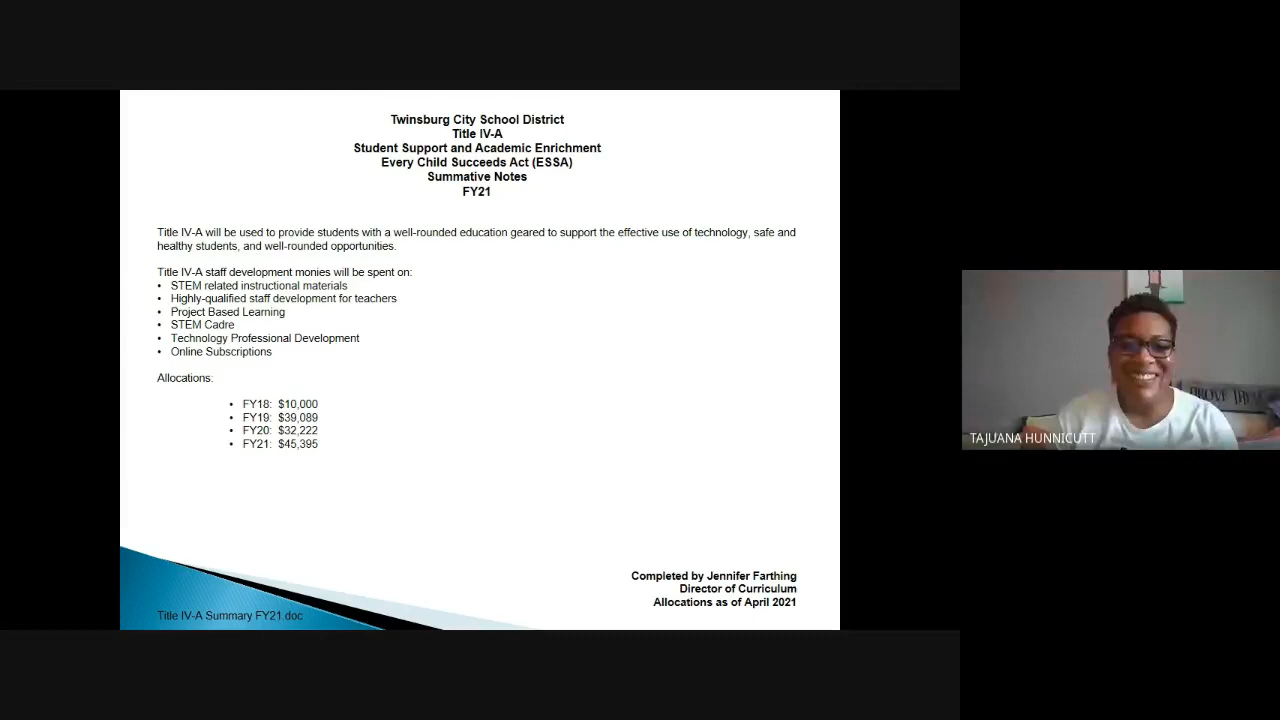 Twinsburg City School District
Title IV-A
Student Support and Academic Enrichment
Every Child Succeeds Act (ESSA)
Summative Notes
FY21
Title IV-A will be used to provide students with a well-rounded education geared to support the effective use of technology, safe and
healthy students, and well-rounded opportunities.
Title IV-A staff development monies will be spent on:
• STEM related instructional materials
• Highly-qualified staff development for teachers
• Project Based Learning
• STEM Cadre
• Technology Professional Development
• Online Subscriptions
Allocations:
• FY18: $10,000
• FY19: $39,089
• FY20: $32,222
• FY21: $45,395
Completed by Jennifer Farthing
Director of Curriculum
Allocations as of April 2021
Title IV-A Summary FY21.doc
TAJUANA HUNNICUTT